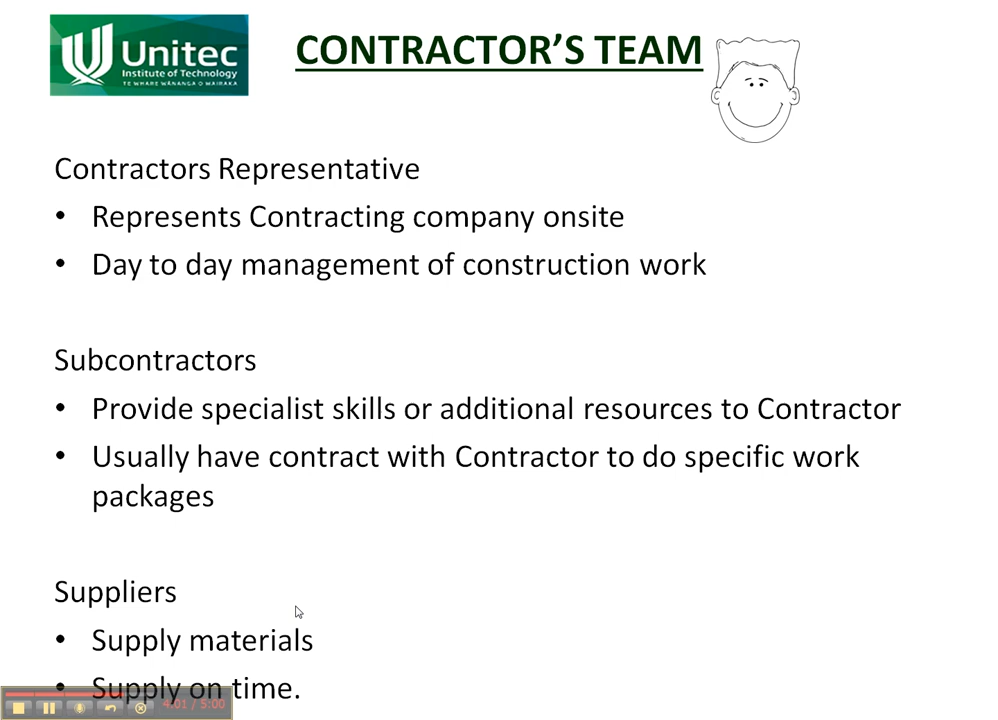 Unitec
Institute of Technology
TE WHARE WĀNANGA O WAIRAKA
CONTRACTOR'S TEAM
Contractors Representative
• Represents Contracting company onsite
• Day to day management of construction work
Subcontractors
• Provide specialist skills or additional resources to Contractor
• Usually have contract with Contractor to do specific work
packages
Suppliers
• Supply materials
• Supply on time.
4:01 / 5:00